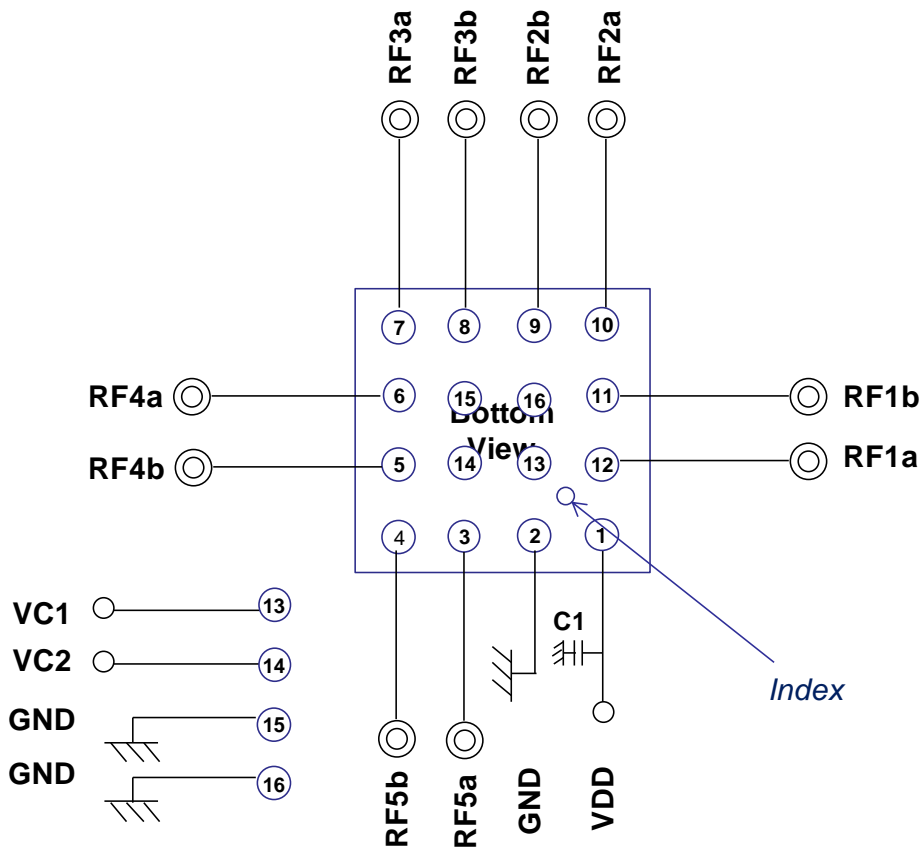 RF3a
RF3b
RF2b
RF2a
7
8
9
10
RF4a
6
15
16
11
RF1b
Bottom
View
RF4b
5
14
13
12
RF1a
4
3
2
1
VC1
13
C1
VC2
14
Index
GND
15
GND
16
RF5b
RF5a
GND
VDD